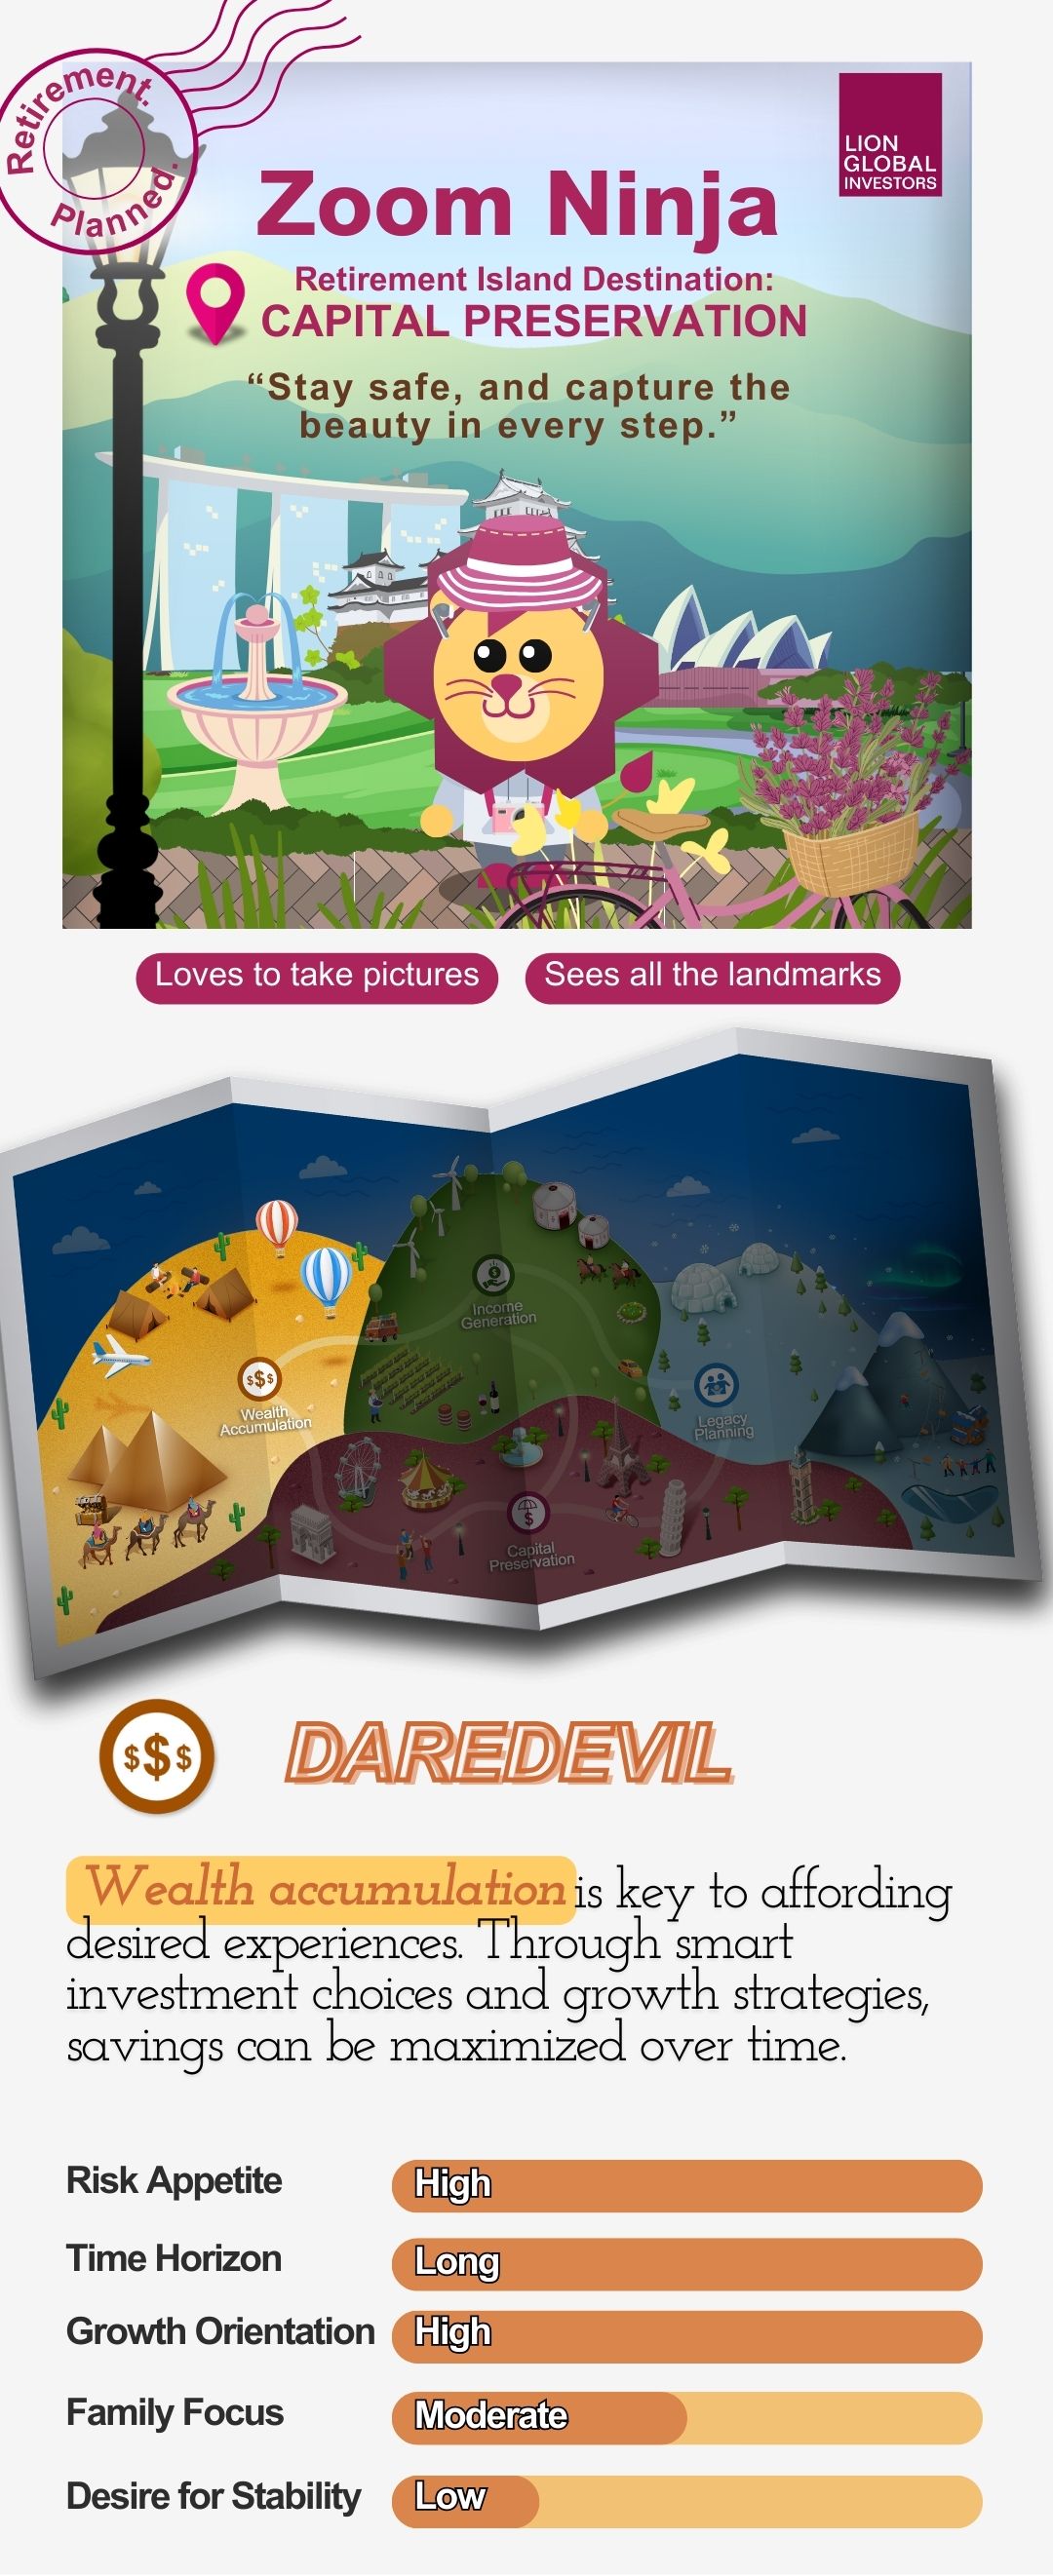 Retirement.
Planned.
LION
GLOBAL
INVESTORS
Zoom Ninja
Retirement Island Destination:
CAPITAL PRESERVATION
“Stay safe, and capture the
beauty in every step.”
Loves to take pictures
Sees all the landmarks
$
Income
Generation
$$$
Wealth
Accumulation
Legacy
Planning
$
Capital
Preservation
$$$
DAREDEVIL
Wealth accumulation is key to affording
desired experiences. Through smart
investment choices and growth strategies,
savings can be maximized over time.
Risk Appetite High
Time Horizon Long
Growth Orientation High
Family Focus Moderate
Desire for Stability Low